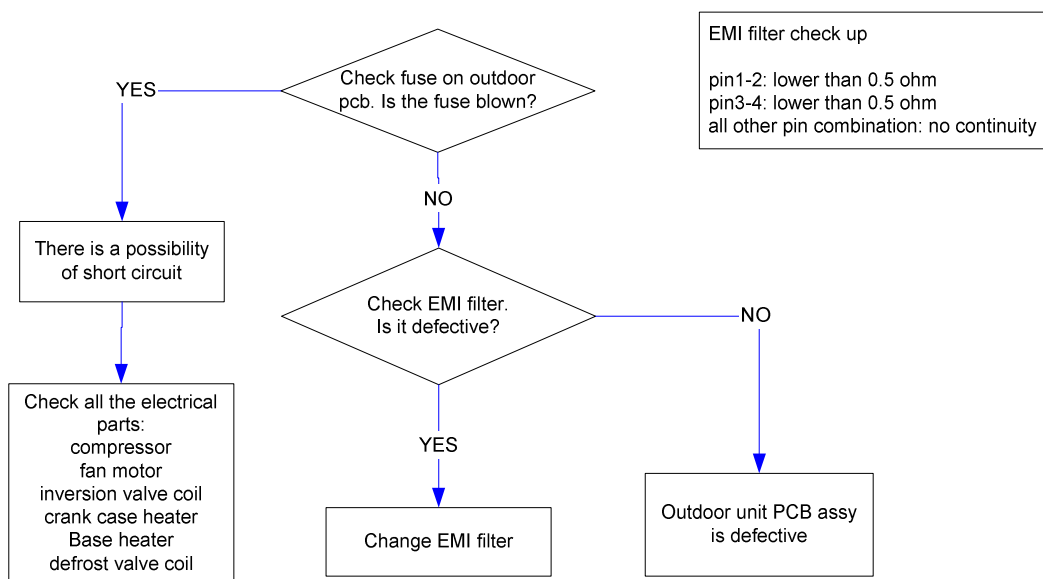 Check fuse on outdoor
pcb. Is the fuse blown?
EMI filter check up
pin1-2: lower than 0.5 ohm
pin3-4: lower than 0.5 ohm
all other pin combination: no continuity
YES
NO
There is a possibility
of short circuit
Check EMI filter.
Is it defective?
NO
Check all the electrical
parts:
compressor
fan motor
inversion valve coil
crank case heater
Base heater
defrost valve coil
YES
Change EMI filter
Outdoor unit PCB assy
is defective